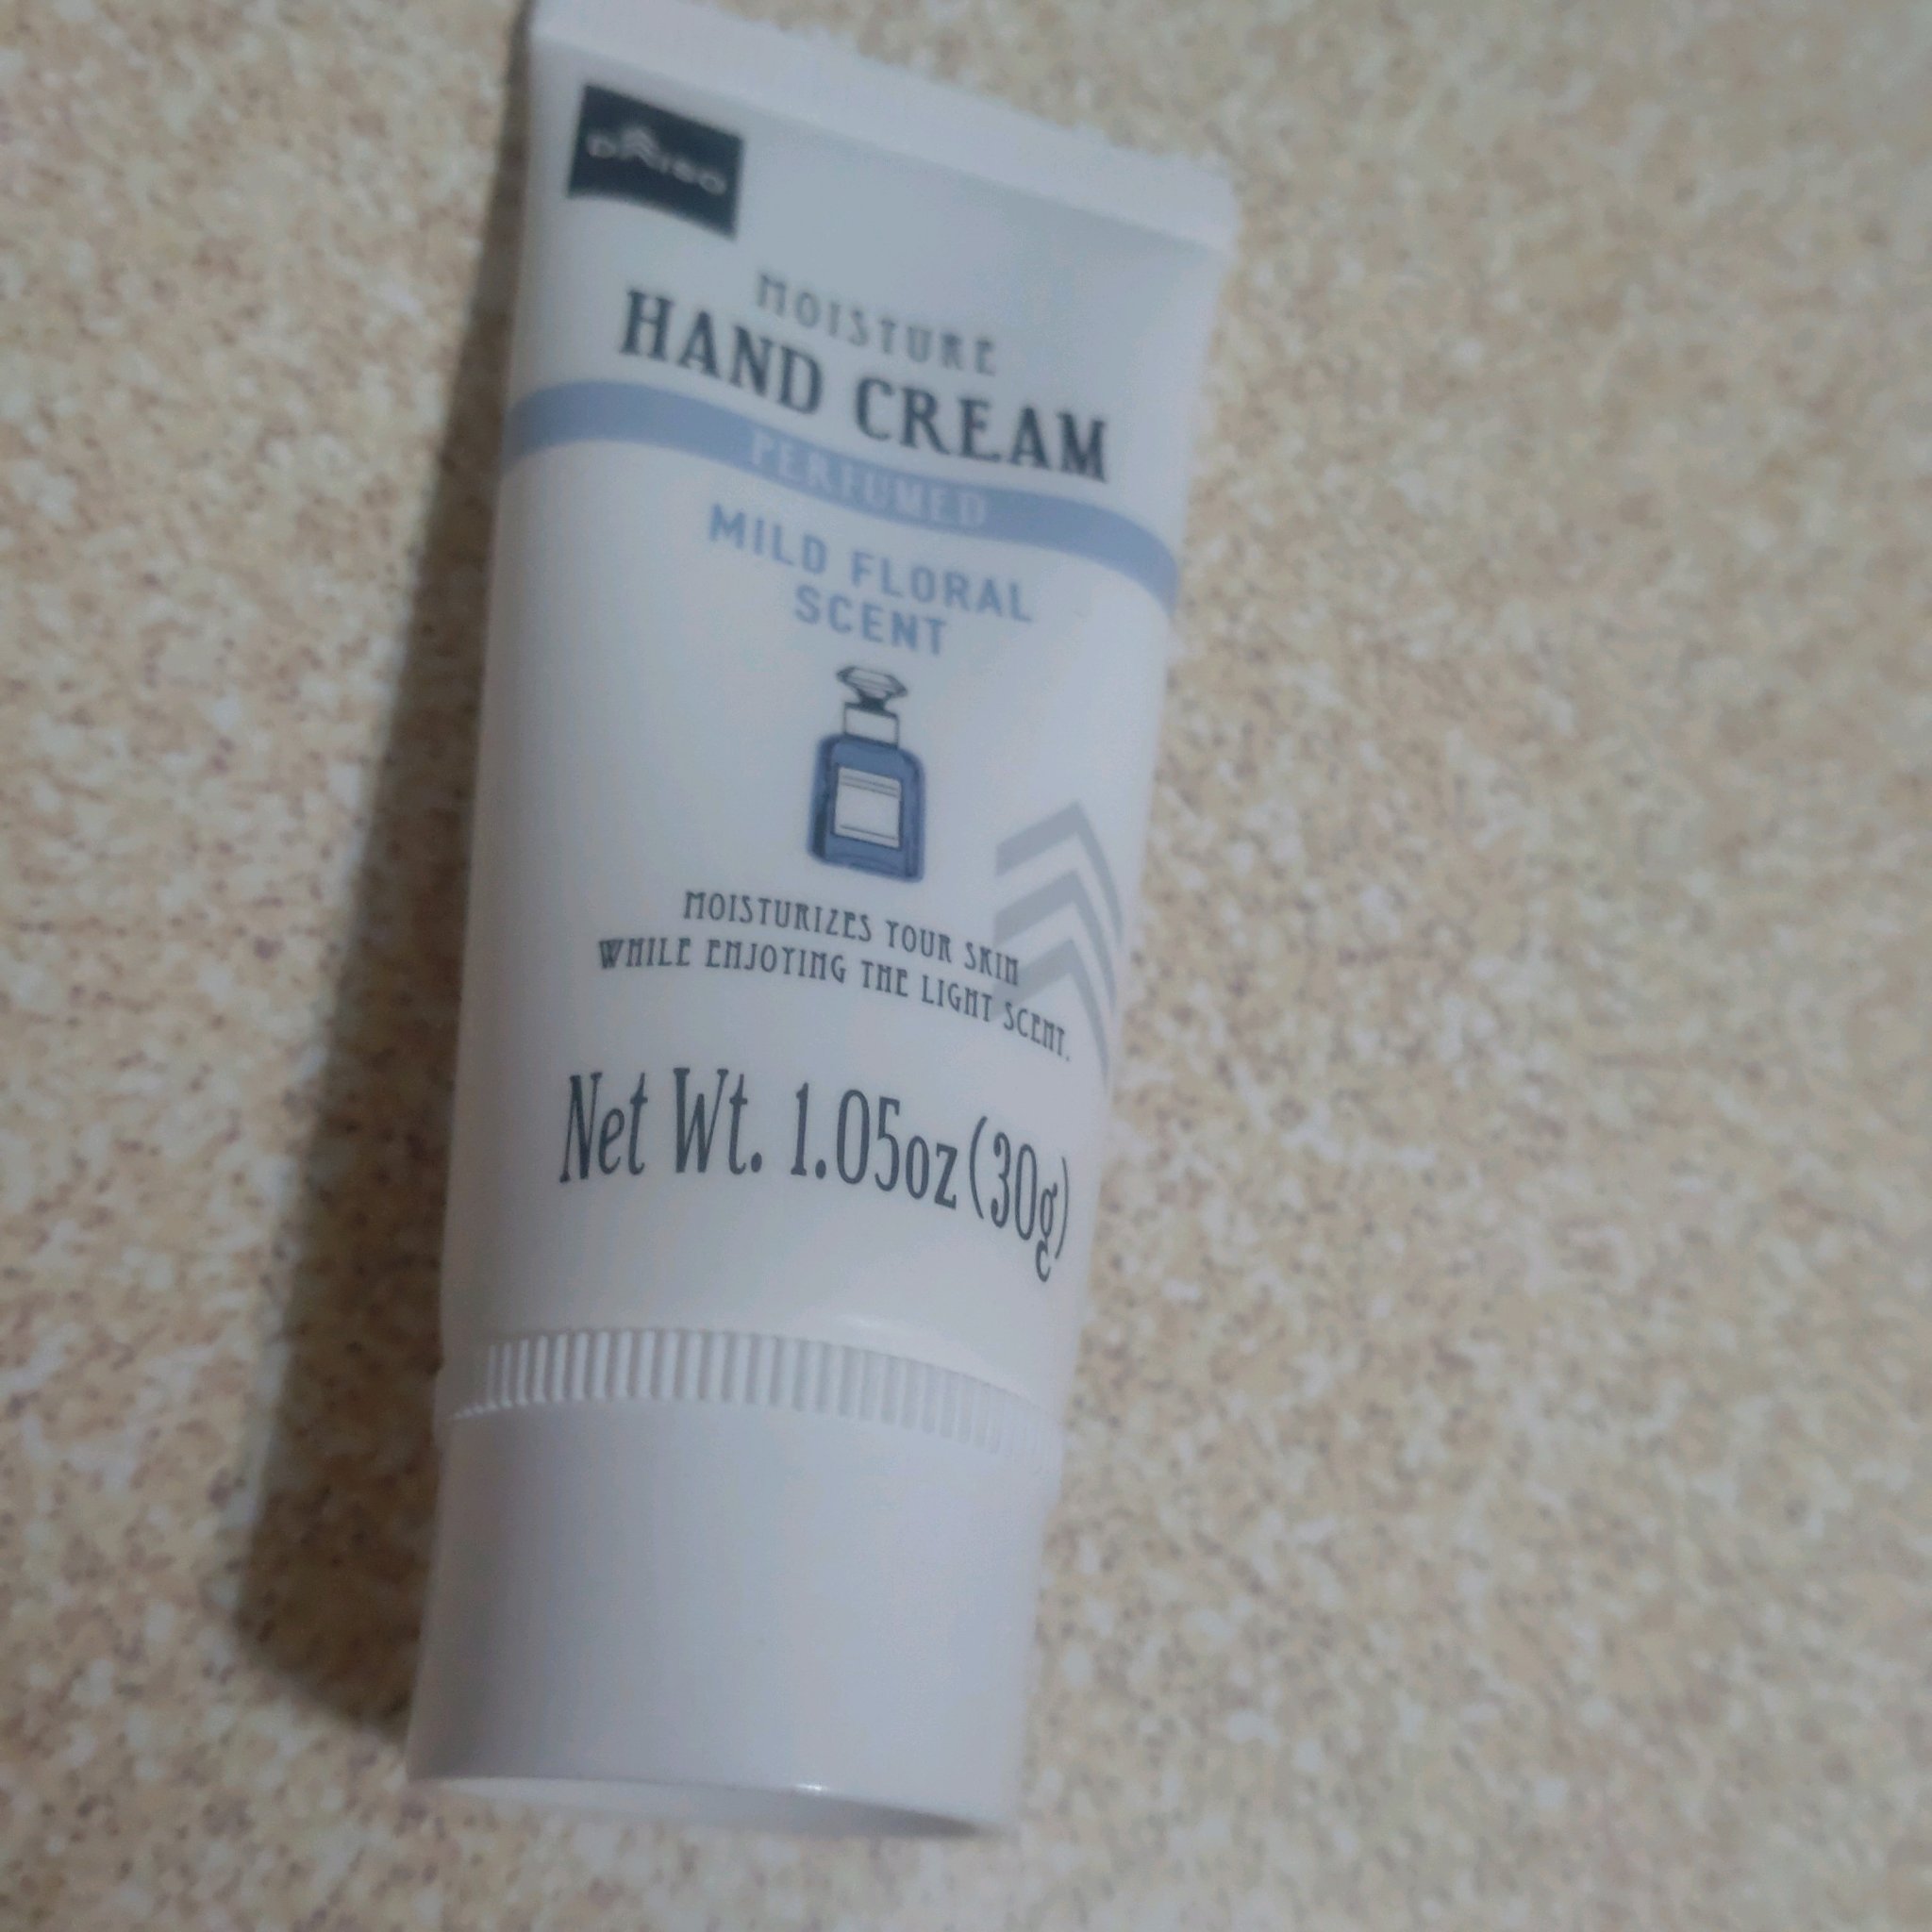 DAISO
MOISTURE
HAND CREAM
PERFUMED
MILD FLORAL
SCENT
MOISTURIZES YOUR SKIN
WHILE ENJOYING THE LIGHT SCENT.
Net Wt. 1.05oz (30g)